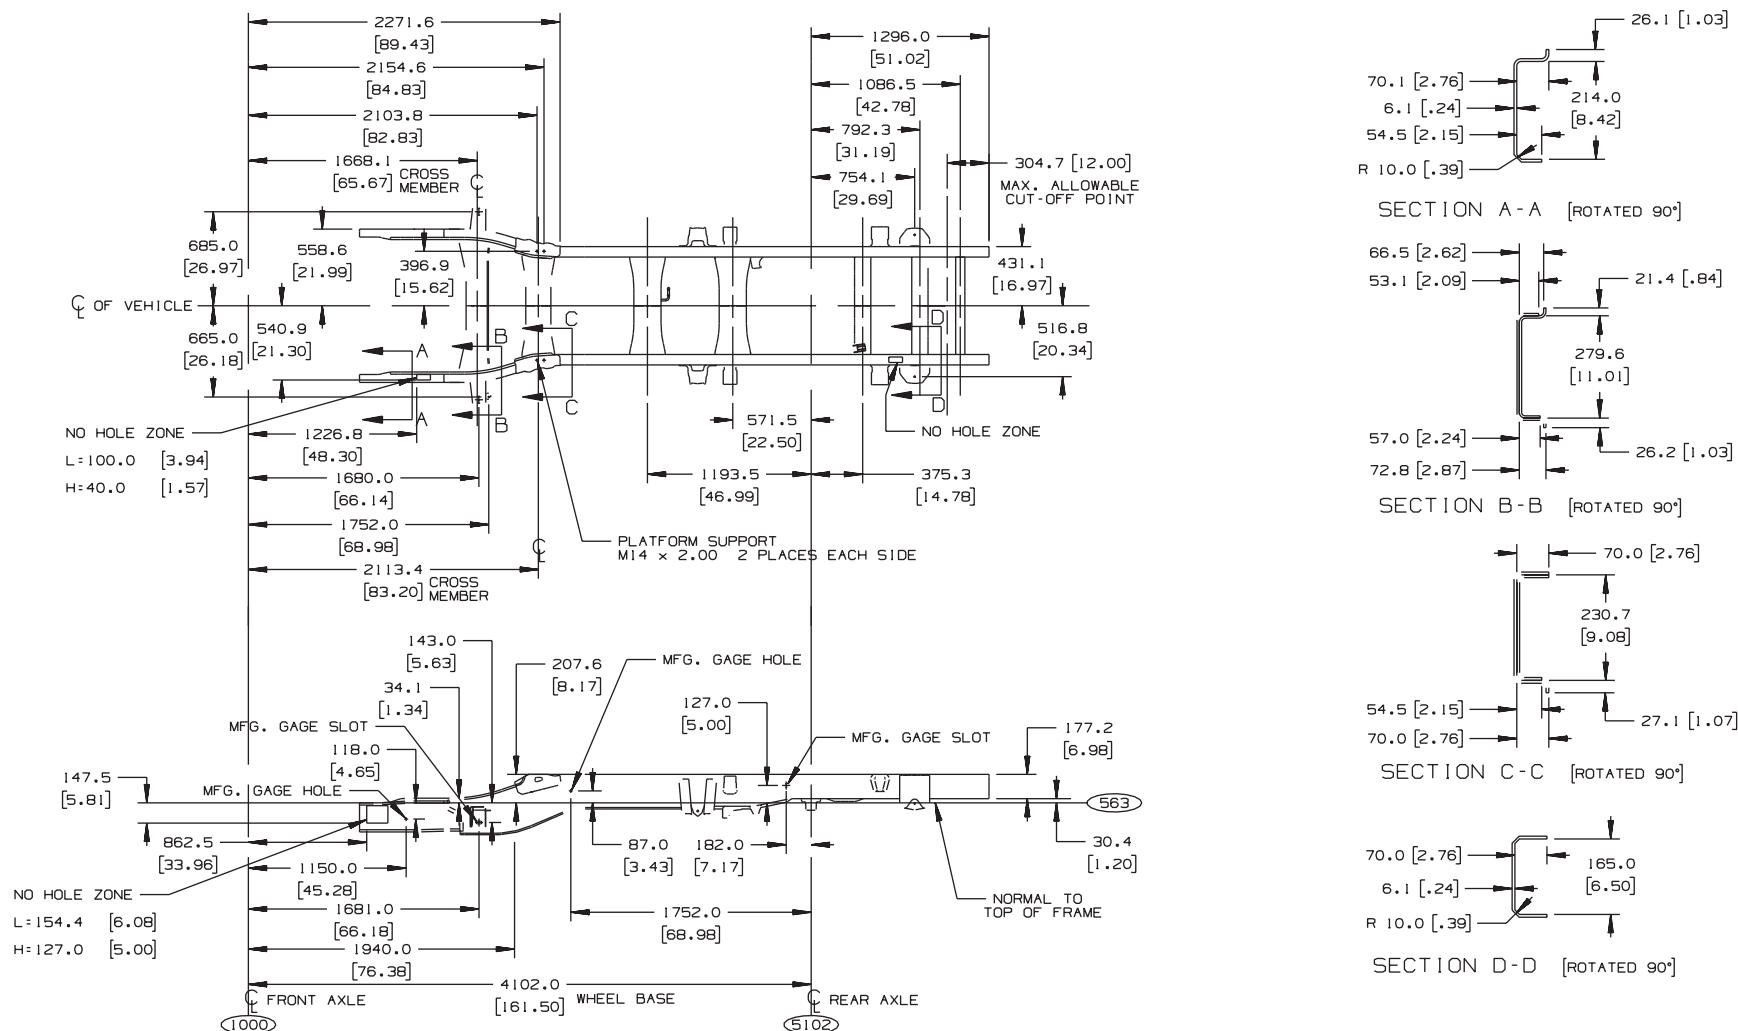 2271.6
[89.43]
2154.6
[84.83]
2103.8
[82.83]
1668.1
[65.67]
CROSS
MEMBER
CL
1296.0
[51.02]
1086.5
[42.78]
792.3
[31.19]
754.1
[29.69]
304.7 [12.00]
MAX. ALLOWABLE
CUT-OFF POINT
685.0
[26.97]
558.6
[21.99]
396.9
[15.62]
431.1
[16.97]
CL OF VEHICLE
665.0
[26.18]
540.9
[21.30]
516.8
[20.34]
A
B
C
D
A
B
C
D
NO HOLE ZONE
L=100.0 [3.94]
H=40.0 [1.57]
1226.8
[48.30]
1680.0
[66.14]
1752.0
[68.98]
2113.4
[83.20]
CROSS
MEMBER
CL
571.5
[22.50]
1193.5
[46.99]
375.3
[14.78]
NO HOLE ZONE
PLATFORM SUPPORT
M14 x 2.00 2 PLACES EACH SIDE
143.0
[5.63]
34.1
[1.34]
207.6
[8.17]
MFG. GAGE HOLE
127.0
[5.00]
MFG. GAGE SLOT
177.2
[6.98]
MFG. GAGE SLOT
118.0
[4.65]
147.5
[5.81]
MFG. GAGE HOLE
563
862.5
[33.96]
87.0
[3.43]
182.0
[7.17]
30.4
[1.20]
1150.0
[45.28]
NO HOLE ZONE
L=154.4 [6.08]
H=127.0 [5.00]
1681.0
[66.18]
1752.0
[68.98]
NORMAL TO
TOP OF FRAME
1940.0
[76.38]
4102.0
[161.50]
WHEEL BASE
CL FRONT AXLE
CL REAR AXLE
1000
5102
26.1 [1.03]
70.1 [2.76]
6.1 [.24]
214.0
[8.42]
54.5 [2.15]
R 10.0 [.39]
SECTION A-A [ROTATED 90°]
66.5 [2.62]
53.1 [2.09]
21.4 [.84]
279.6
[11.01]
57.0 [2.24]
72.8 [2.87]
26.2 [1.03]
SECTION B-B [ROTATED 90°]
70.0 [2.76]
230.7
[9.08]
54.5 [2.15]
70.0 [2.76]
27.1 [1.07]
SECTION C-C [ROTATED 90°]
70.0 [2.76]
6.1 [.24]
165.0
[6.50]
R 10.0 [.39]
SECTION D-D [ROTATED 90°]